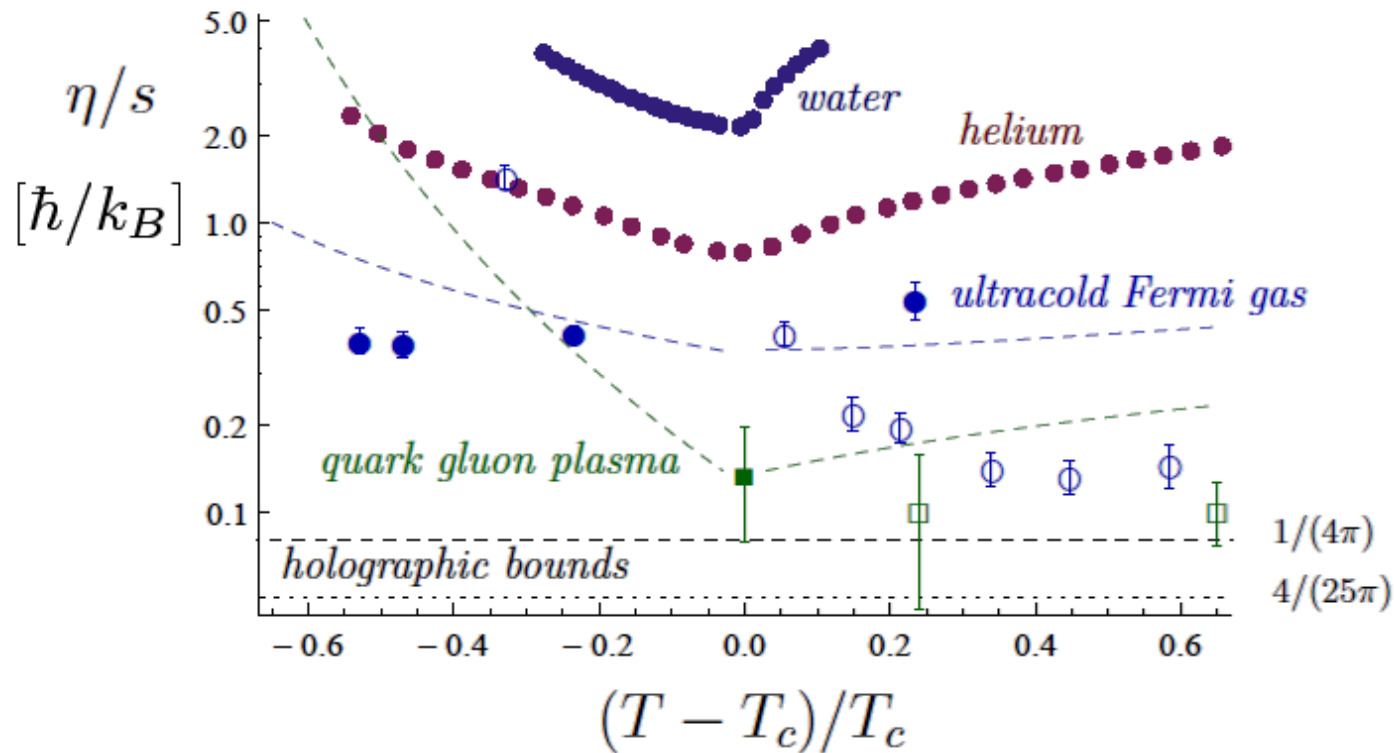 η/s
[ħ/k_B]
5.0
2.0
1.0
0.5
0.2
0.1
water
helium
ultracold Fermi gas
quark gluon plasma
holographic bounds
1/(4π)
4/(25π)
−0.6 −0.4 −0.2 0.0 0.2 0.4 0.6
(T − T_c)/T_c